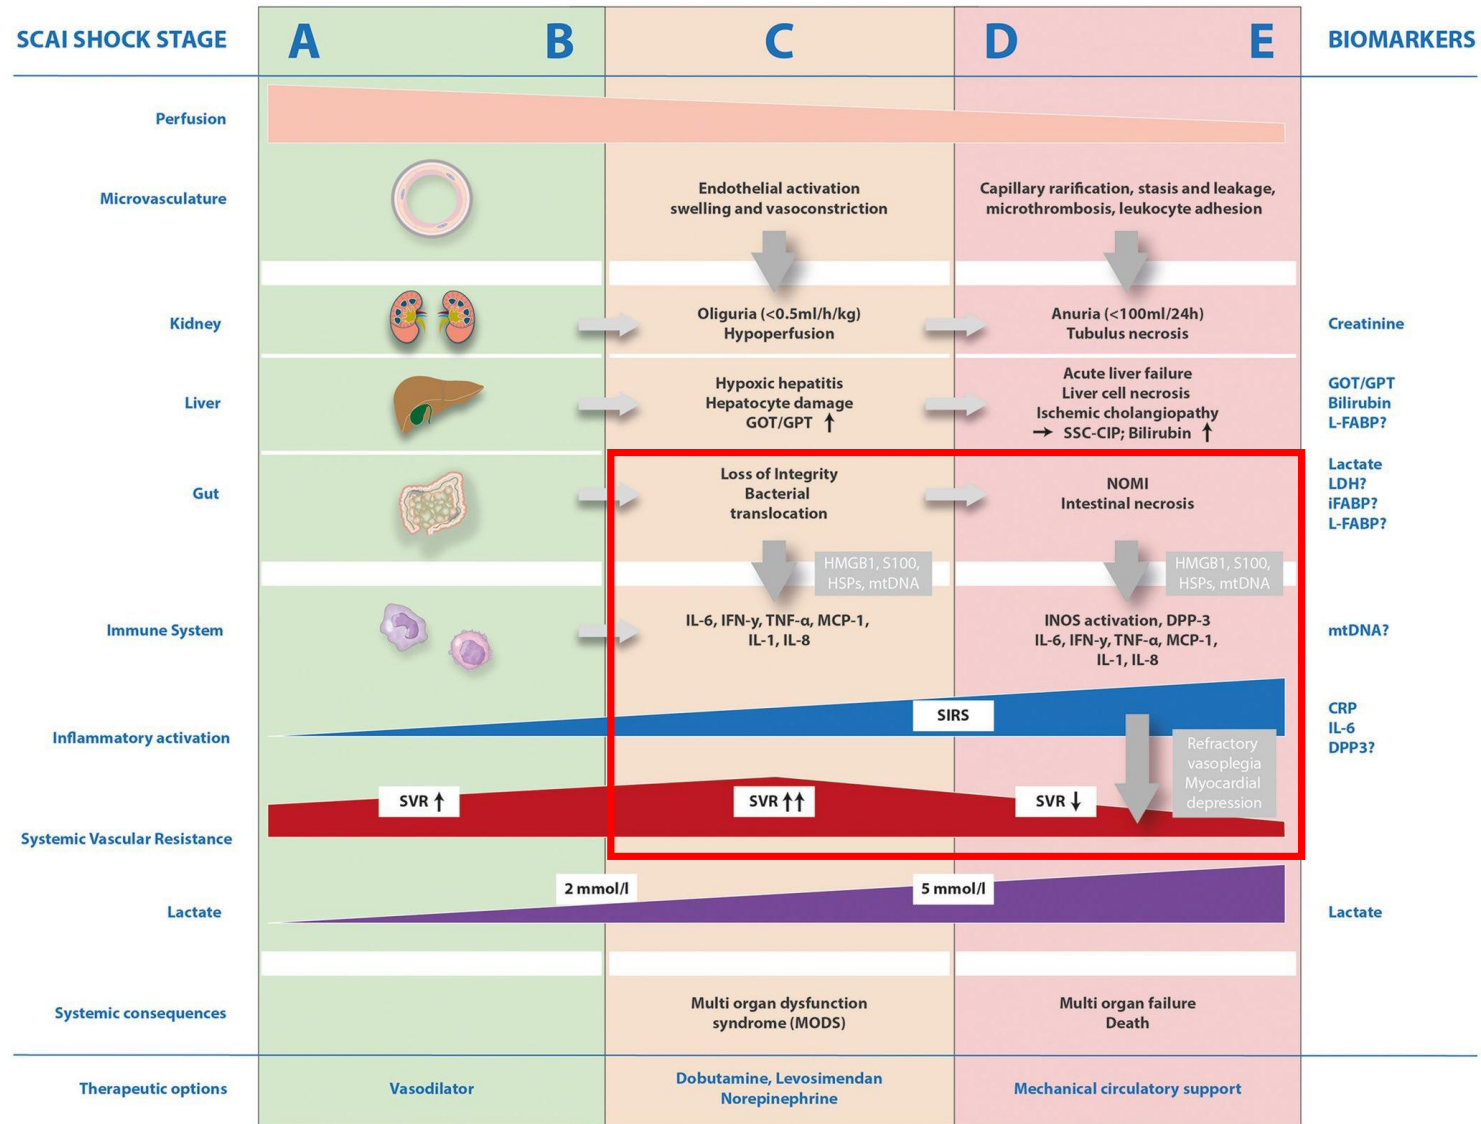 SCAI SHOCK STAGE A B C D E BIOMARKERS
Perfusion
Microvasculature
Endothelial activation
swelling and vasoconstriction
Capillary rarification, stasis and leakage,
microthrombosis, leukocyte adhesion
Kidney
Oliguria (<0.5ml/h/kg)
Hypoperfusion
Anuria (<100ml/24h)
Tubulus necrosis
Creatinine
Liver
Hypoxic hepatitis
Hepatocyte damage
GOT/GPT ↑
Acute liver failure
Liver cell necrosis
Ischemic cholangiopathy
→ SSC-CIP; Bilirubin ↑
GOT/GPT
Bilirubin
L-FABP?
Gut
Loss of Integrity
Bacterial
translocation
NOMI
Intestinal necrosis
Lactate
LDH?
iFABP?
L-FABP?
HMGB1, S100,
HSPs, mtDNA
HMGB1, S100,
HSPs, mtDNA
Immune System
IL-6, IFN-y, TNF-α, MCP-1,
IL-1, IL-8
INOS activation, DPP-3
IL-6, IFN-y, TNF-α, MCP-1,
IL-1, IL-8
mtDNA?
Inflammatory activation
SIRS
CRP
IL-6
DPP3?
Refractory
vasoplegia
Myocardial
depression
Systemic Vascular Resistance
SVR ↑
SVR ↑↑
SVR ↓
Lactate
2 mmol/l
5 mmol/l
Lactate
Systemic consequences
Multi organ dysfunction
syndrome (MODS)
Multi organ failure
Death
Therapeutic options
Vasodilator
Dobutamine, Levosimendan
Norepinephrine
Mechanical circulatory support